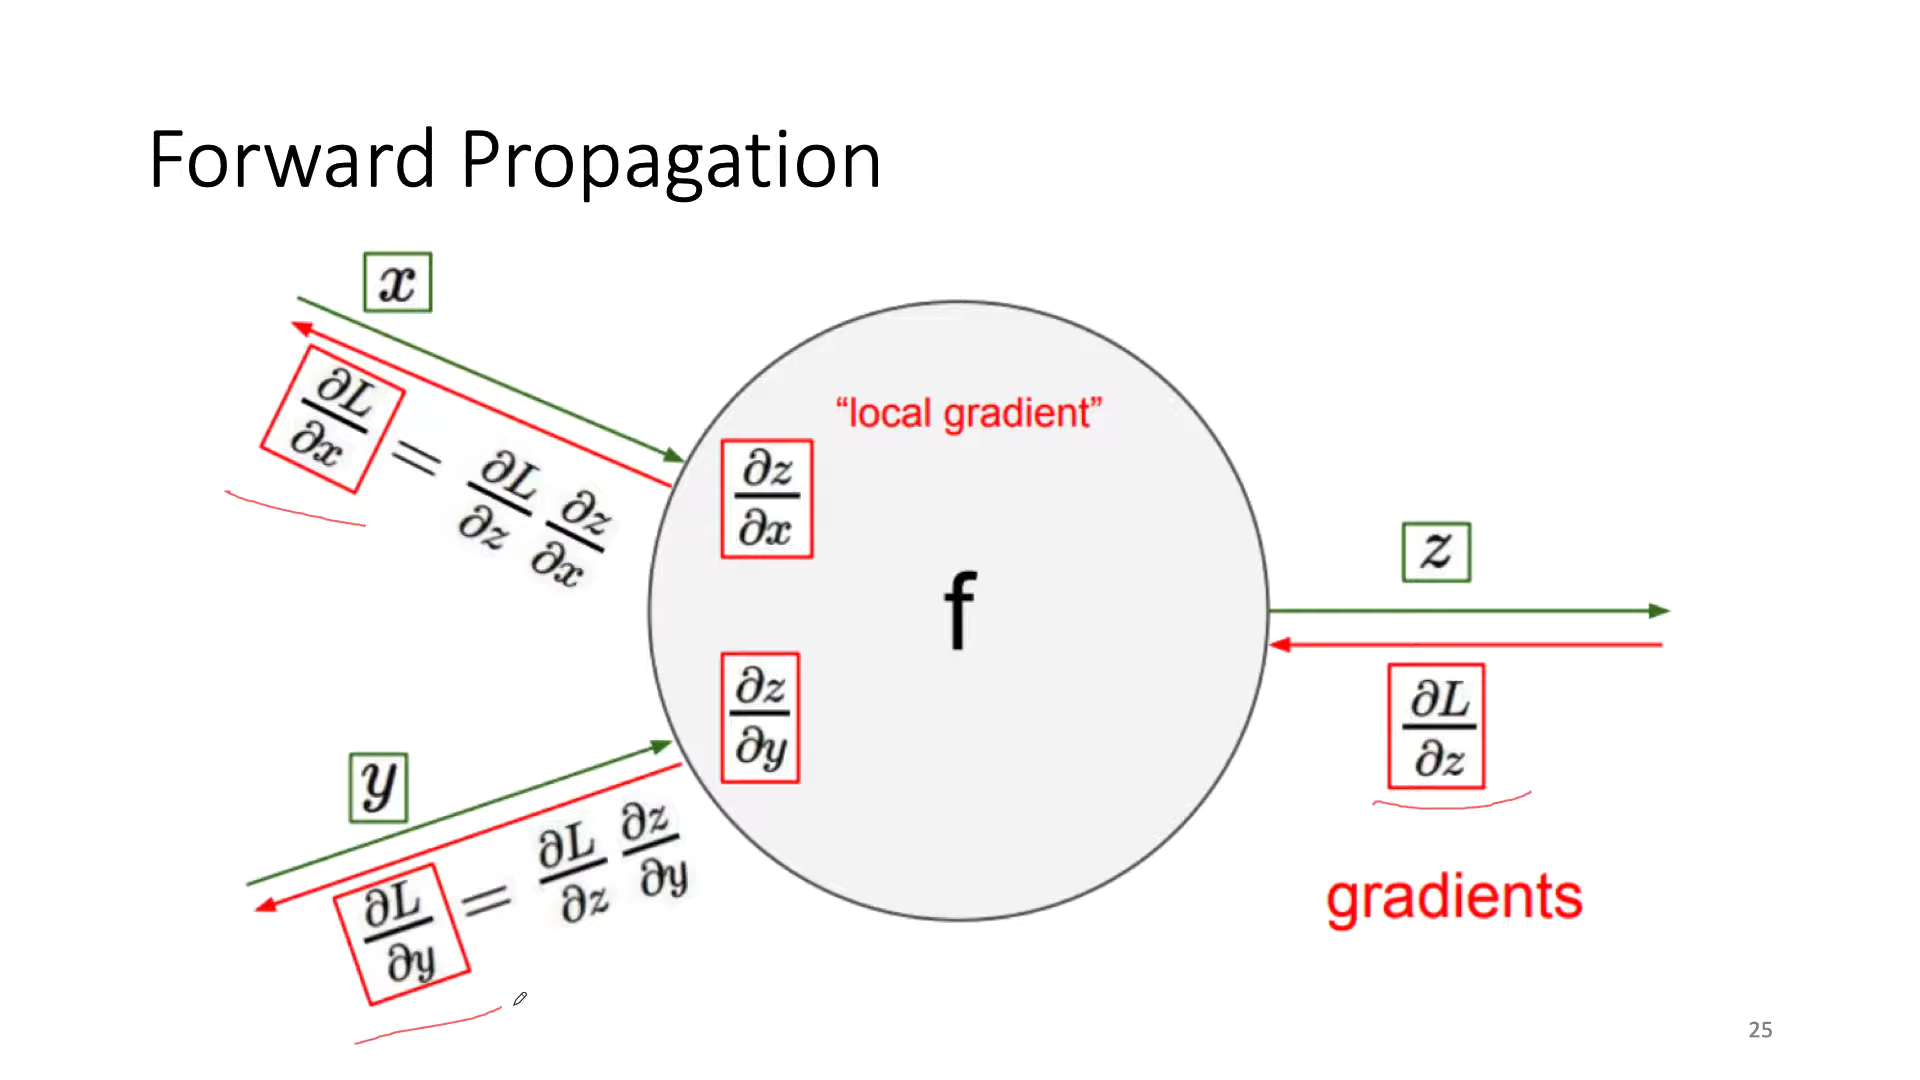 Forward Propagation
x
∂L/∂x = ∂L/∂z ∂z/∂x
“local gradient”
∂z/∂x
f
z
∂z/∂y
∂L/∂z
y
∂L/∂y = ∂L/∂z ∂z/∂y
gradients
25